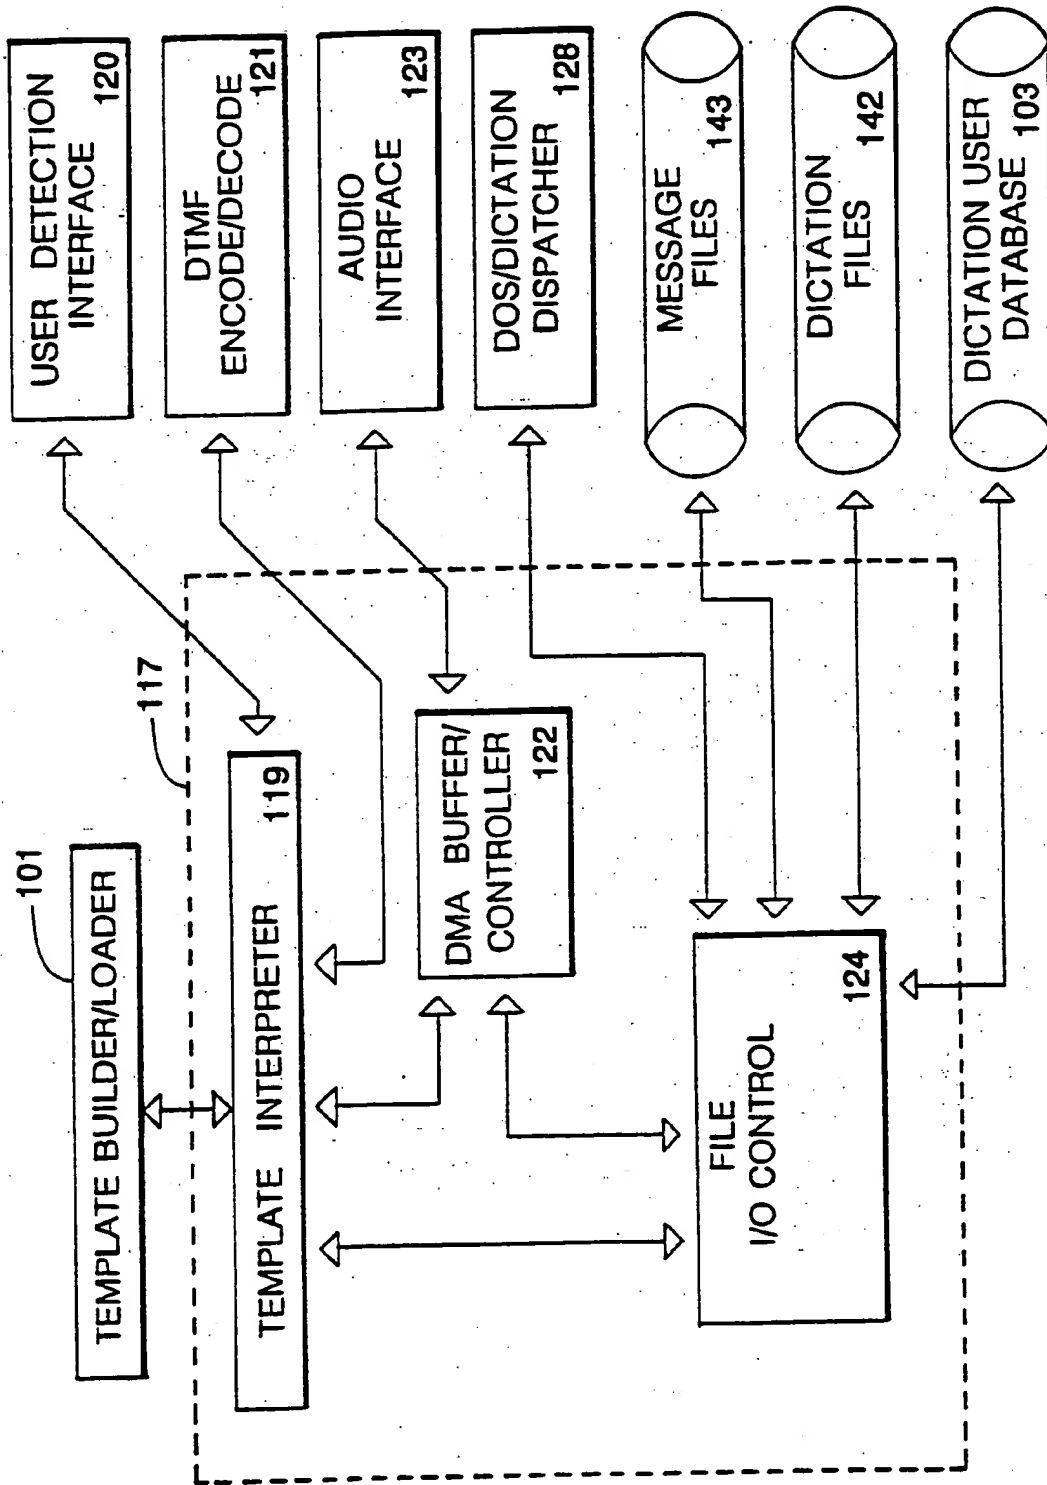 101
TEMPLATE BUILDER/LOADER
117
TEMPLATE INTERPRETER
119
DMA BUFFER/
CONTROLLER
122
FILE
I/O CONTROL
124
USER DETECTION
INTERFACE
120
DTMF
ENCODE/DECODE
121
AUDIO
INTERFACE
123
DOS/DICTATION
DISPATCHER
128
MESSAGE
FILES
143
DICTATION
FILES
142
DICTATION USER
DATABASE
103